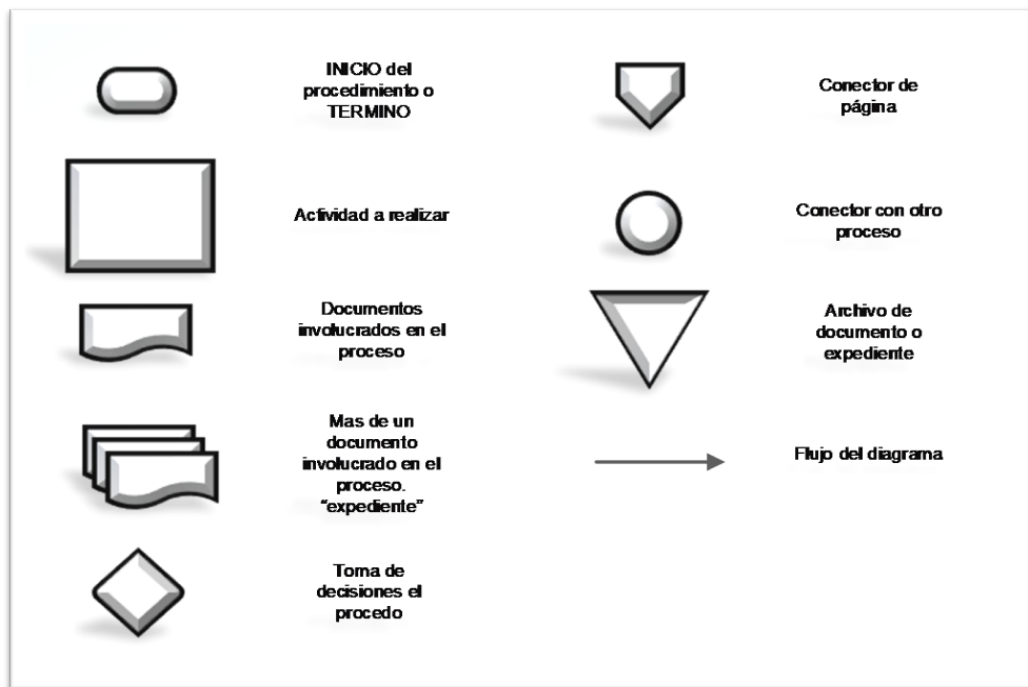 INICIO del
procedimiento o
TERMINO
Actividad a realizar
Documentos
involucrados en el
proceso
Mas de un
documento
involucrado en el
proceso.
“expediente”
Toma de
decisiones el
procedo
Conector de
página
Conector con otro
proceso
Archivo de
documento o
expediente
Flujo del diagrama